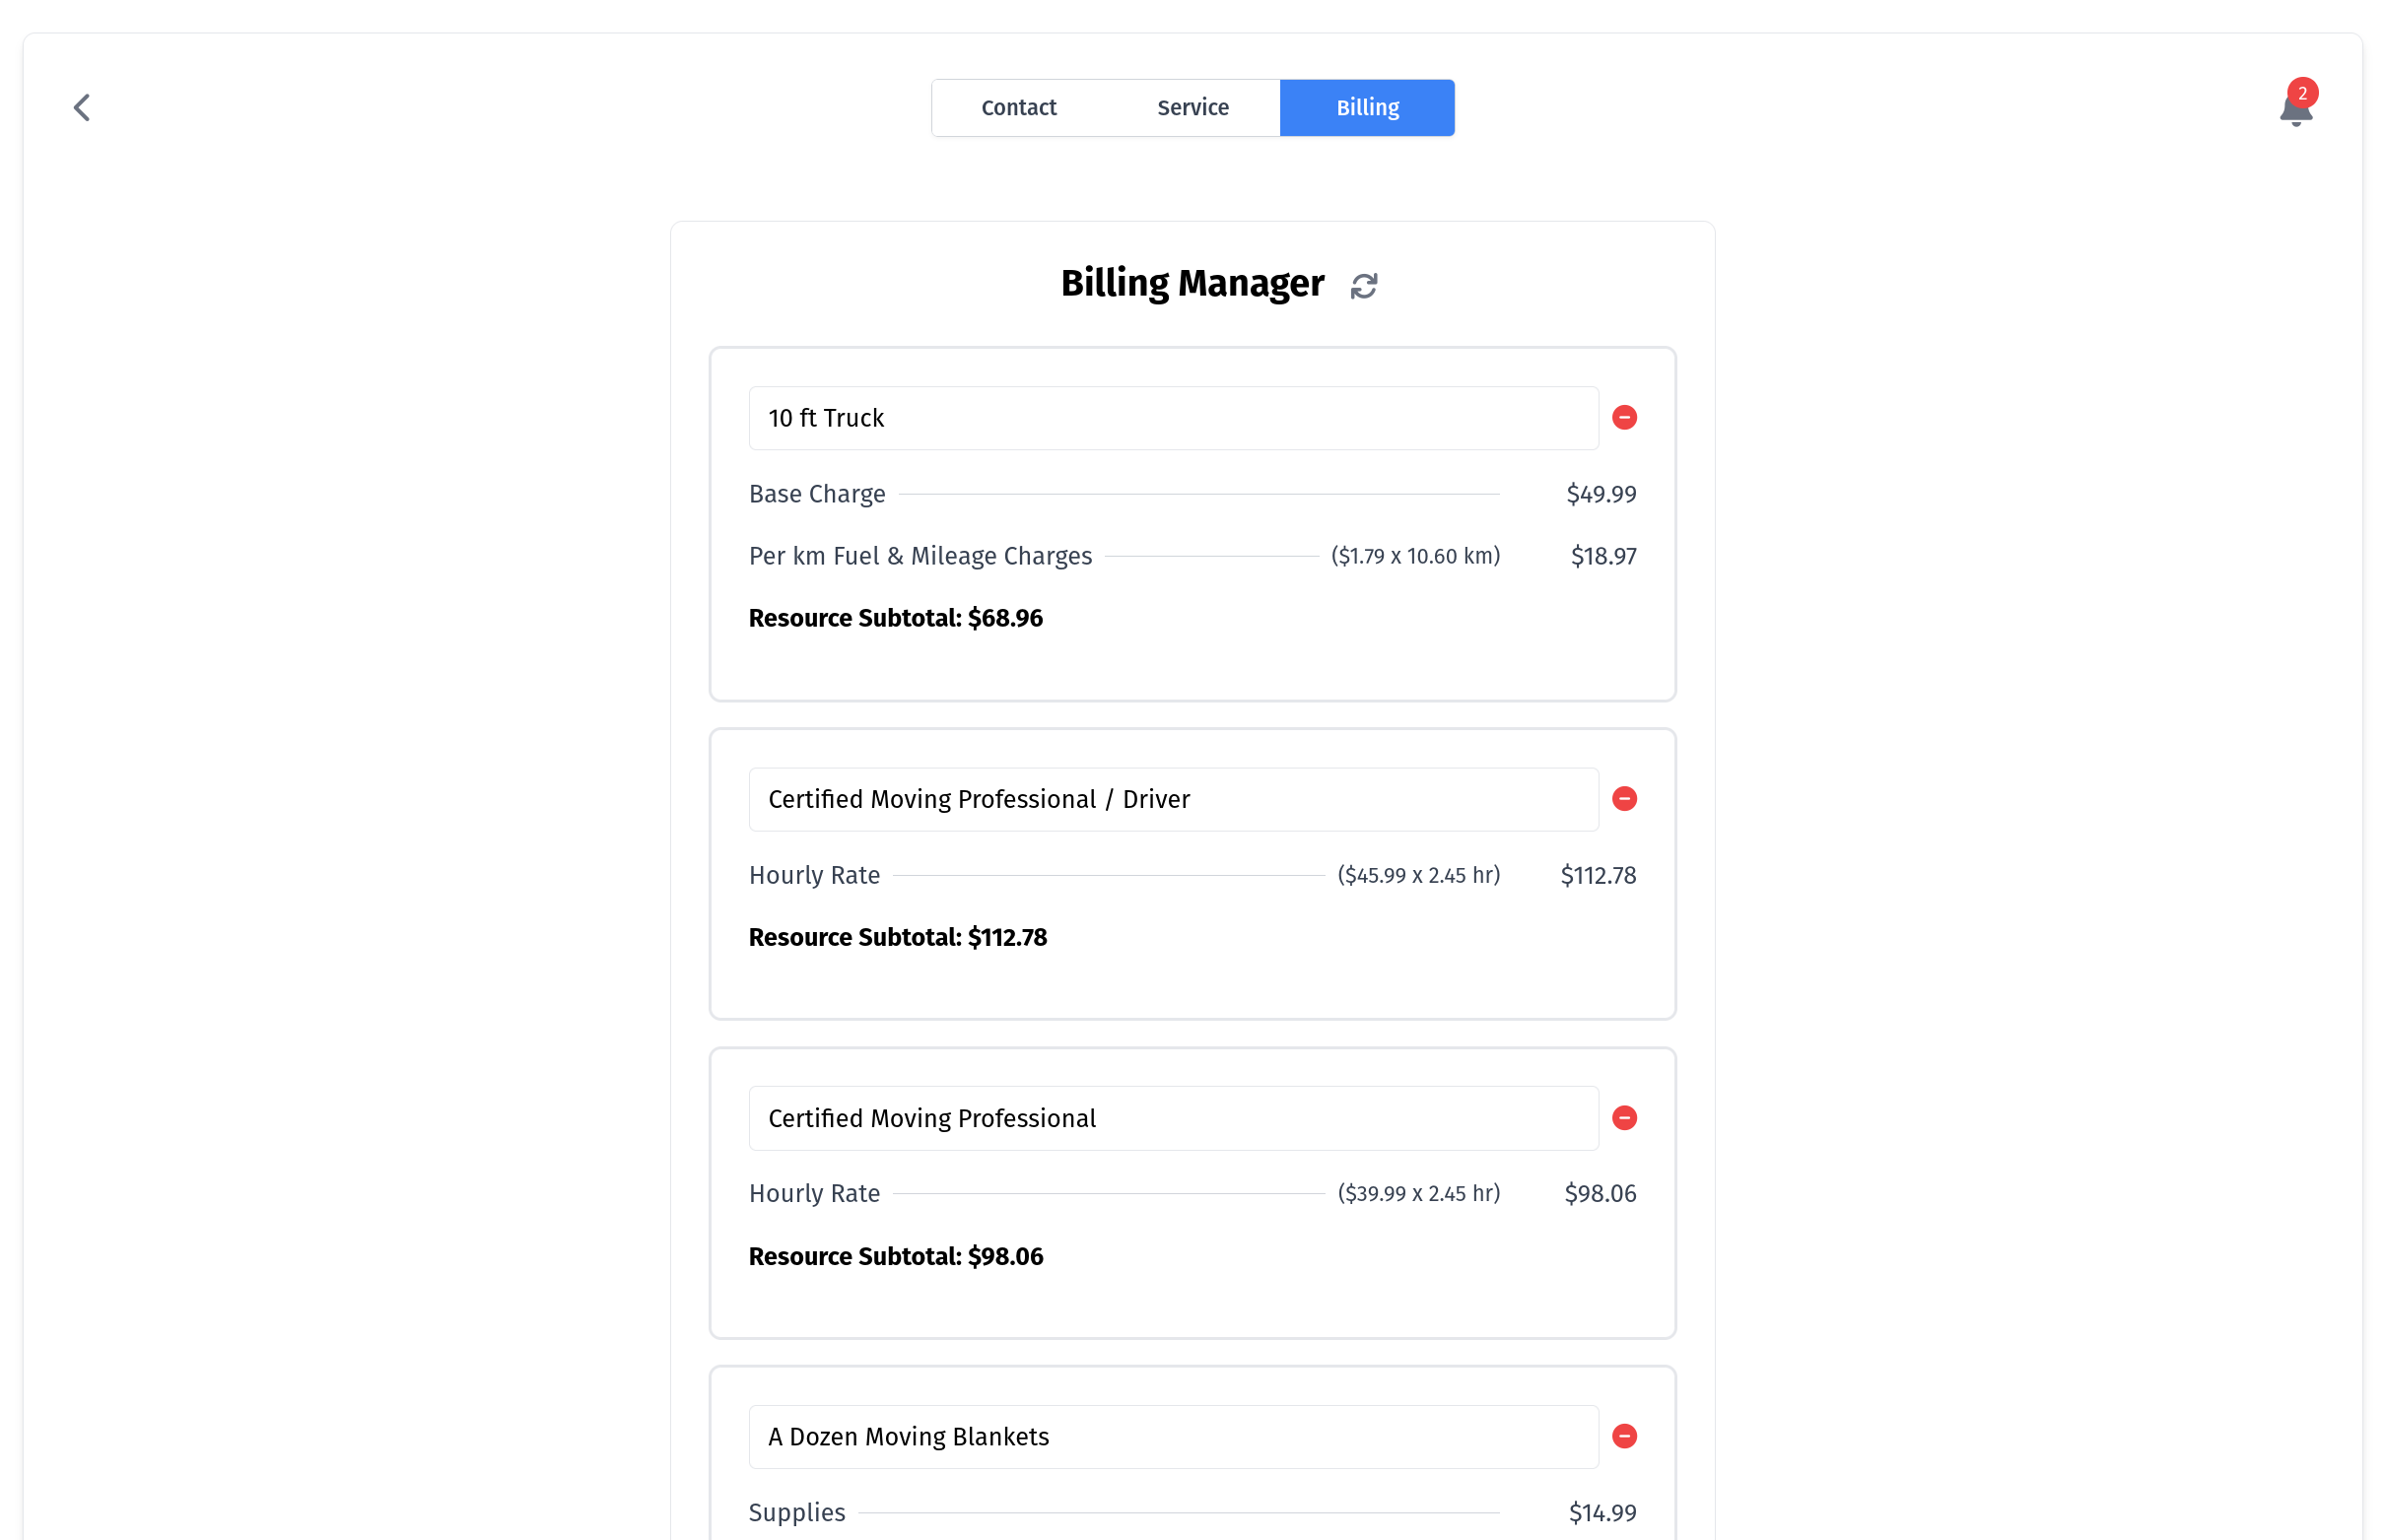 Contact Service Billing
2
Billing Manager
10 ft Truck
Base Charge $49.99
Per km Fuel & Mileage Charges ($1.79 x 10.60 km) $18.97
Resource Subtotal: $68.96
Certified Moving Professional / Driver
Hourly Rate ($45.99 x 2.45 hr) $112.78
Resource Subtotal: $112.78
Certified Moving Professional
Hourly Rate ($39.99 x 2.45 hr) $98.06
Resource Subtotal: $98.06
A Dozen Moving Blankets
Supplies $14.99